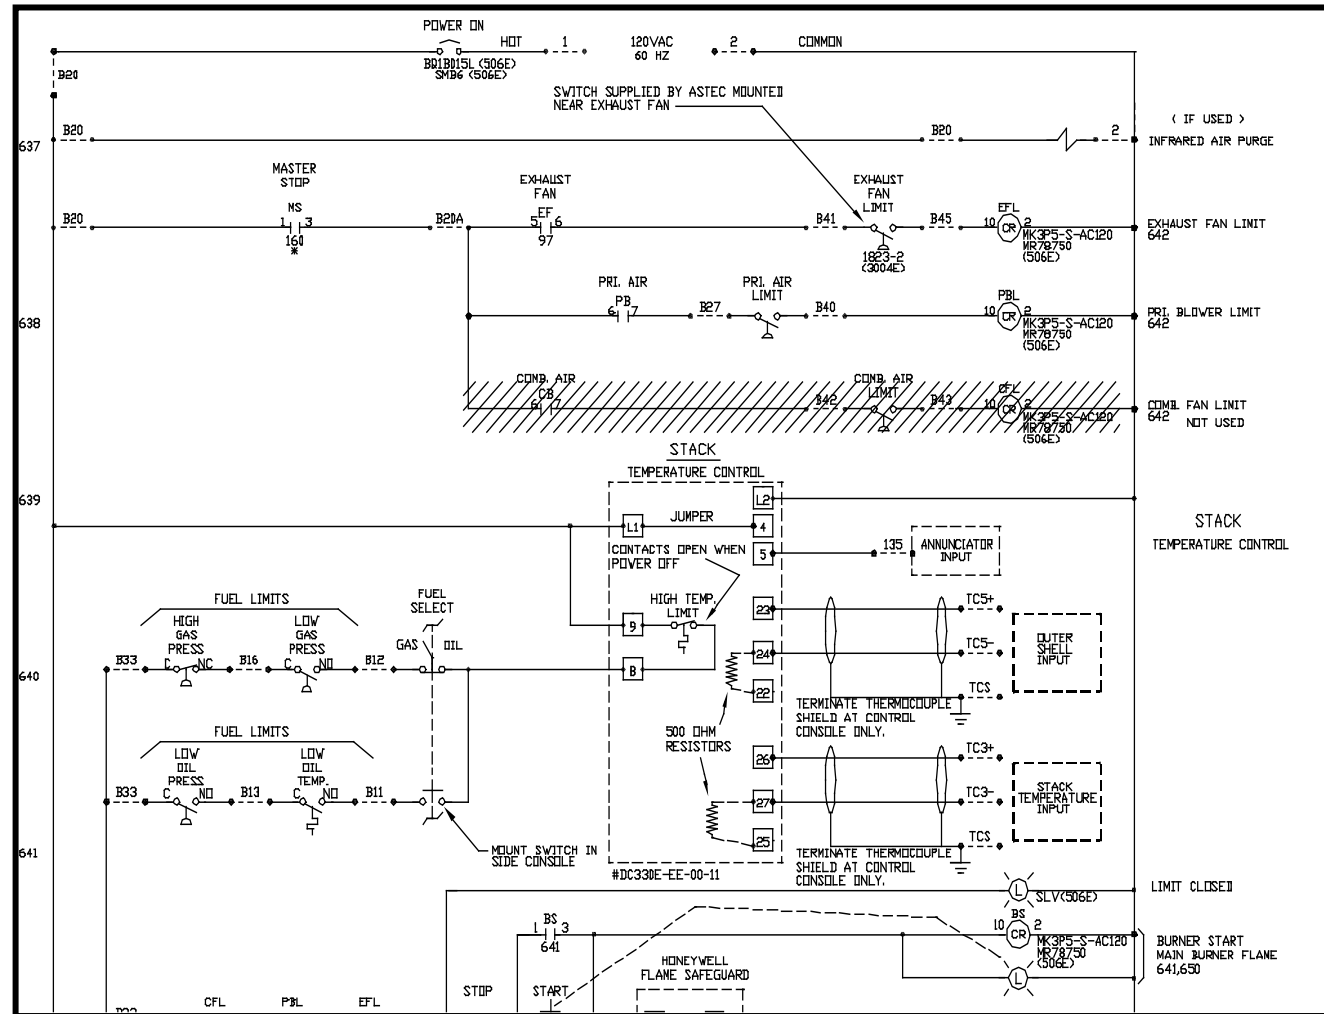 POWER ON
HOT 1 120VAC 2 COMMON
60 HZ
BQ1BD15L (506E)
SMB6 (506E)
B20
SWITCH SUPPLIED BY ASTEC MOUNTED
NEAR EXHAUST FAN
( IF USED )
B20 B20 2
637
INFRARED AIR PURGE
MASTER
STOP
EXHAUST
FAN
EXHAUST
FAN
LIMIT
MS EF EFL
B20 1 3 B20A 5 6 B41 B45 10 CR 2
EXHAUST FAN LIMIT
642
160
*
97
1823-2
(3004E)
MK3P5-S-AC120
MR78750
(506E)
PRI. AIR
PRI. AIR
LIMIT
PB PBL
6 7 B27 B40 10 CR 2
638
PRI. BLOWER LIMIT
642
MK3P5-S-AC120
MR78750
(506E)
COMB. AIR
COMB. AIR
LIMIT
CB CFL
6 7 B42 B43 10 CR 2
COMB. FAN LIMIT
642
NOT USED
MK3P5-S-AC120
MR78750
(506E)
STACK
TEMPERATURE CONTROL
639
L2
L1 JUMPER 4
STACK
TEMPERATURE CONTROL
CONTACTS OPEN WHEN
POWER OFF
5 135
ANNUNCIATOR
INPUT
FUEL LIMITS
FUEL
SELECT
HIGH TEMP.
LIMIT
9
23 TC5+
HIGH
GAS
PRESS
LOW
GAS
PRESS
GAS OIL
24 TC5-
OUTER
SHELL
INPUT
B33 C NC B16 C NO B12
B
640
22 TCS
TERMINATE THERMOCOUPLE
SHIELD AT CONTROL
CONSOLE ONLY.
500 OHM
RESISTORS
FUEL LIMITS
26 TC3+
LOW
OIL
PRESS
LOW
OIL
TEMP.
B33 C NO B13 C NO B11
27 TC3-
STACK
TEMPERATURE
INPUT
25 TCS
641
MOUNT SWITCH IN
SIDE CONSOLE
TERMINATE THERMOCOUPLE
SHIELD AT CONTROL
CONSOLE ONLY.
#DC330E-EE-00-11
L
SLV(506E)
LIMIT CLOSED
BS BS
1 3 10 CR 2
641
MK3P5-S-AC120
MR78750
(506E)
BURNER START
MAIN BURNER FLAME
641,650
HONEYWELL
FLAME SAFEGUARD
L
CFL PBL EFL STOP START